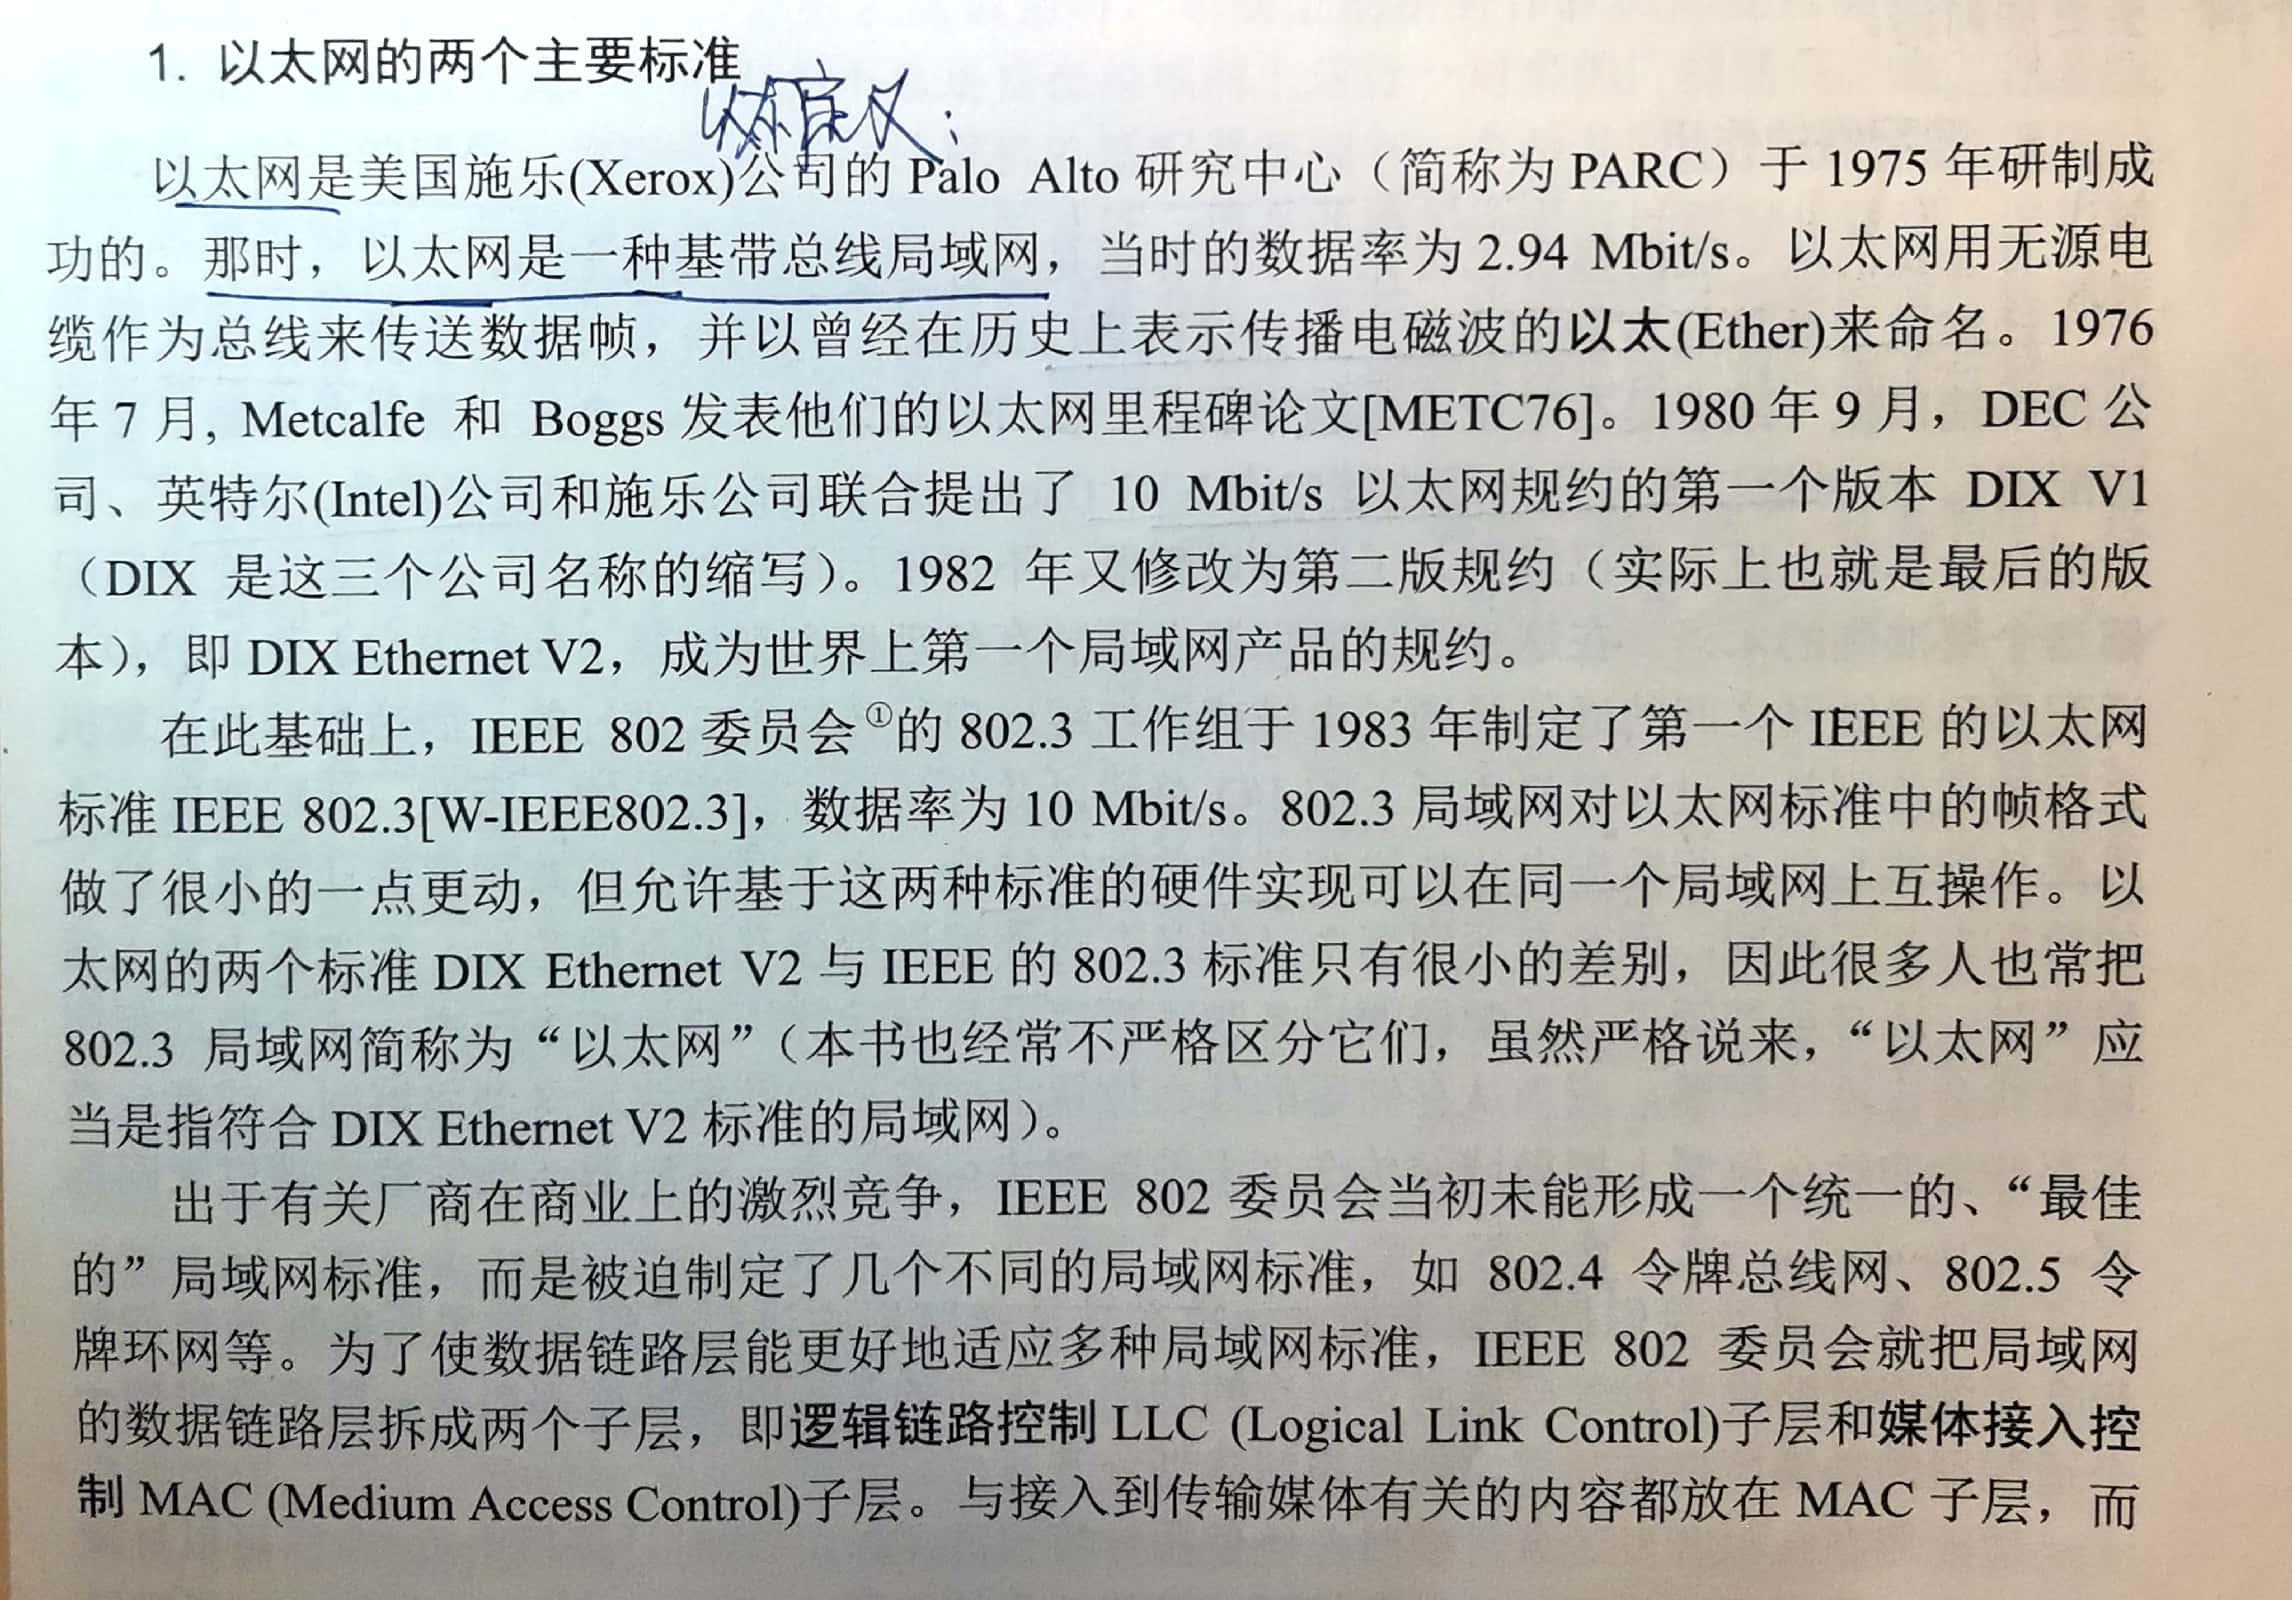 1. 以太网的两个主要标准
以太定义：
以太网是美国施乐(Xerox)公司的 Palo Alto 研究中心（简称为 PARC）于 1975 年研制成
功的。那时，以太网是一种基带总线局域网，当时的数据率为 2.94 Mbit/s。以太网用无源电
缆作为总线来传送数据帧，并以曾经在历史上表示传播电磁波的以太(Ether)来命名。1976
年 7 月, Metcalfe 和 Boggs 发表他们的以太网里程碑论文[METC76]。1980 年 9 月，DEC 公
司、英特尔(Intel)公司和施乐公司联合提出了 10 Mbit/s 以太网规约的第一个版本 DIX V1
（DIX 是这三个公司名称的缩写）。1982 年又修改为第二版规约（实际上也就是最后的版
本），即 DIX Ethernet V2，成为世界上第一个局域网产品的规约。
在此基础上，IEEE 802 委员会①的 802.3 工作组于 1983 年制定了第一个 IEEE 的以太网
标准 IEEE 802.3[W-IEEE802.3]，数据率为 10 Mbit/s。802.3 局域网对以太网标准中的帧格式
做了很小的一点更动，但允许基于这两种标准的硬件实现可以在同一个局域网上互操作。以
太网的两个标准 DIX Ethernet V2 与 IEEE 的 802.3 标准只有很小的差别，因此很多人也常把
802.3 局域网简称为“以太网”（本书也经常不严格区分它们，虽然严格说来，“以太网”应
当是指符合 DIX Ethernet V2 标准的局域网）。
出于有关厂商在商业上的激烈竞争，IEEE 802 委员会当初未能形成一个统一的、“最佳
的”局域网标准，而是被迫制定了几个不同的局域网标准，如 802.4 令牌总线网、802.5 令
牌环网等。为了使数据链路层能更好地适应多种局域网标准，IEEE 802 委员会就把局域网
的数据链路层拆成两个子层，即逻辑链路控制 LLC (Logical Link Control)子层和媒体接入控
制 MAC (Medium Access Control)子层。与接入到传输媒体有关的内容都放在 MAC 子层，而